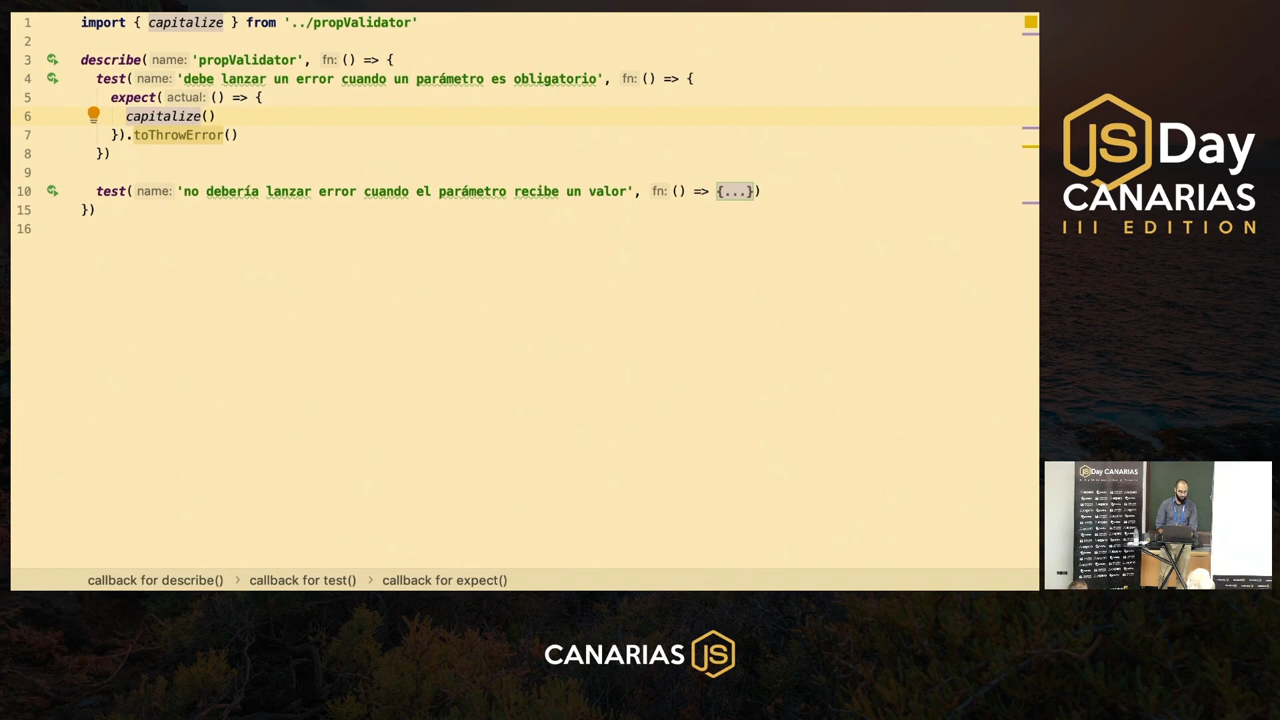 1 import { capitalize } from '../propValidator'
2
3 describe( name: 'propValidator', fn: () => {
4 test( name: 'debe lanzar un error cuando un parámetro es obligatorio', fn: () => {
5 expect( actual: () => {
6 capitalize()
7 }).toThrowError()
8 })
9
10 test( name: 'no debería lanzar error cuando el parámetro recibe un valor', fn: () => {...})
15 })
16
callback for describe() > callback for test() > callback for expect()
JS Day
CANARIAS
III EDITION
JS Day CANARIAS
CANARIAS JS